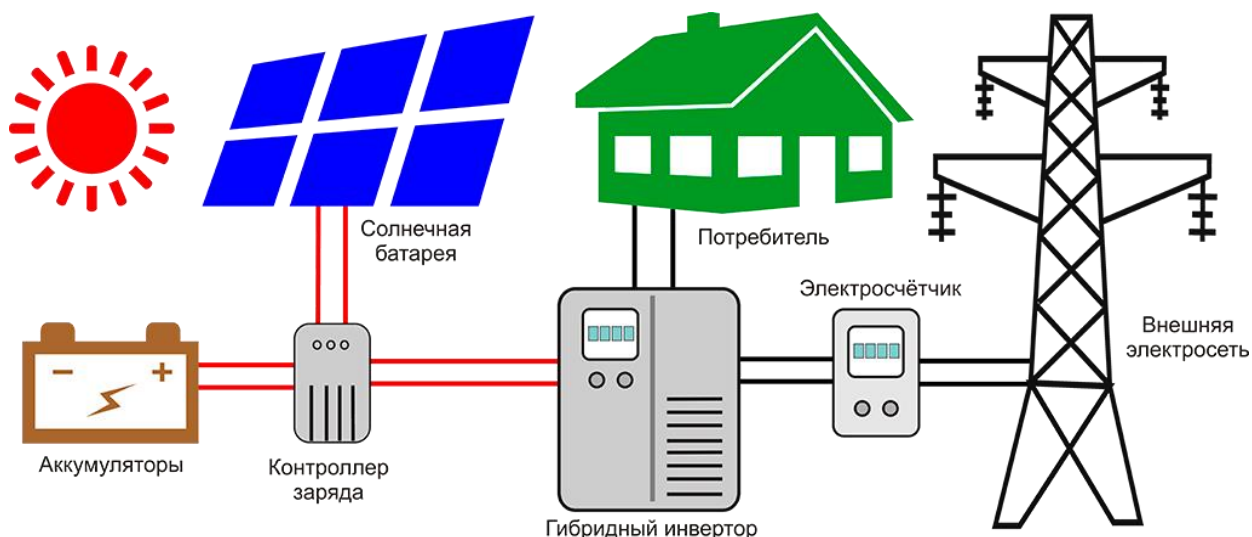 Солнечная
батарея
Потребитель
Электросчётчик
Внешняя
электросеть
Аккумуляторы
Контроллер
заряда
Гибридный инвертор